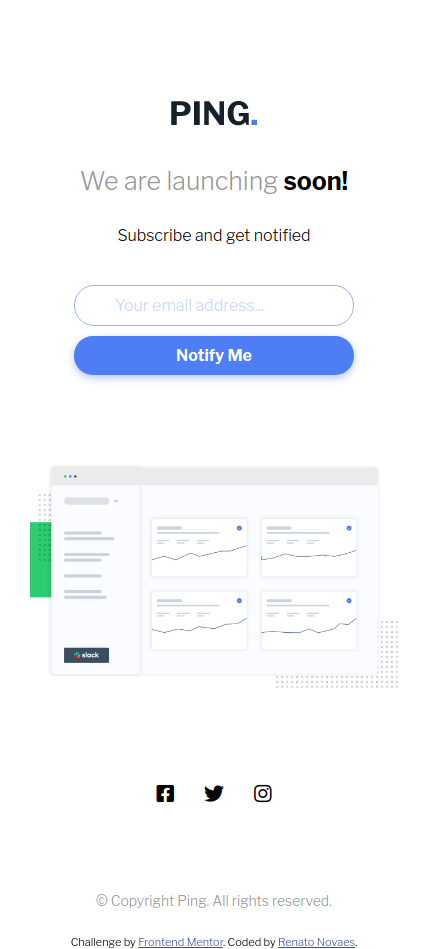 PING.
We are launching soon!
Subscribe and get notified
Your email address...
Notify Me
slack
© Copyright Ping. All rights reserved.
Challenge by Frontend Mentor. Coded by Renato Novaes.